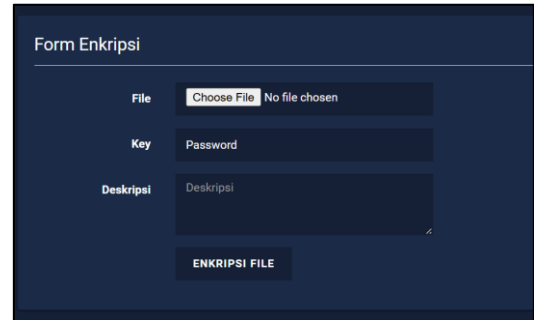 Form Enkripsi
File Choose File No file chosen
Key Password
Deskripsi Deskripsi
ENKRIPSI FILE